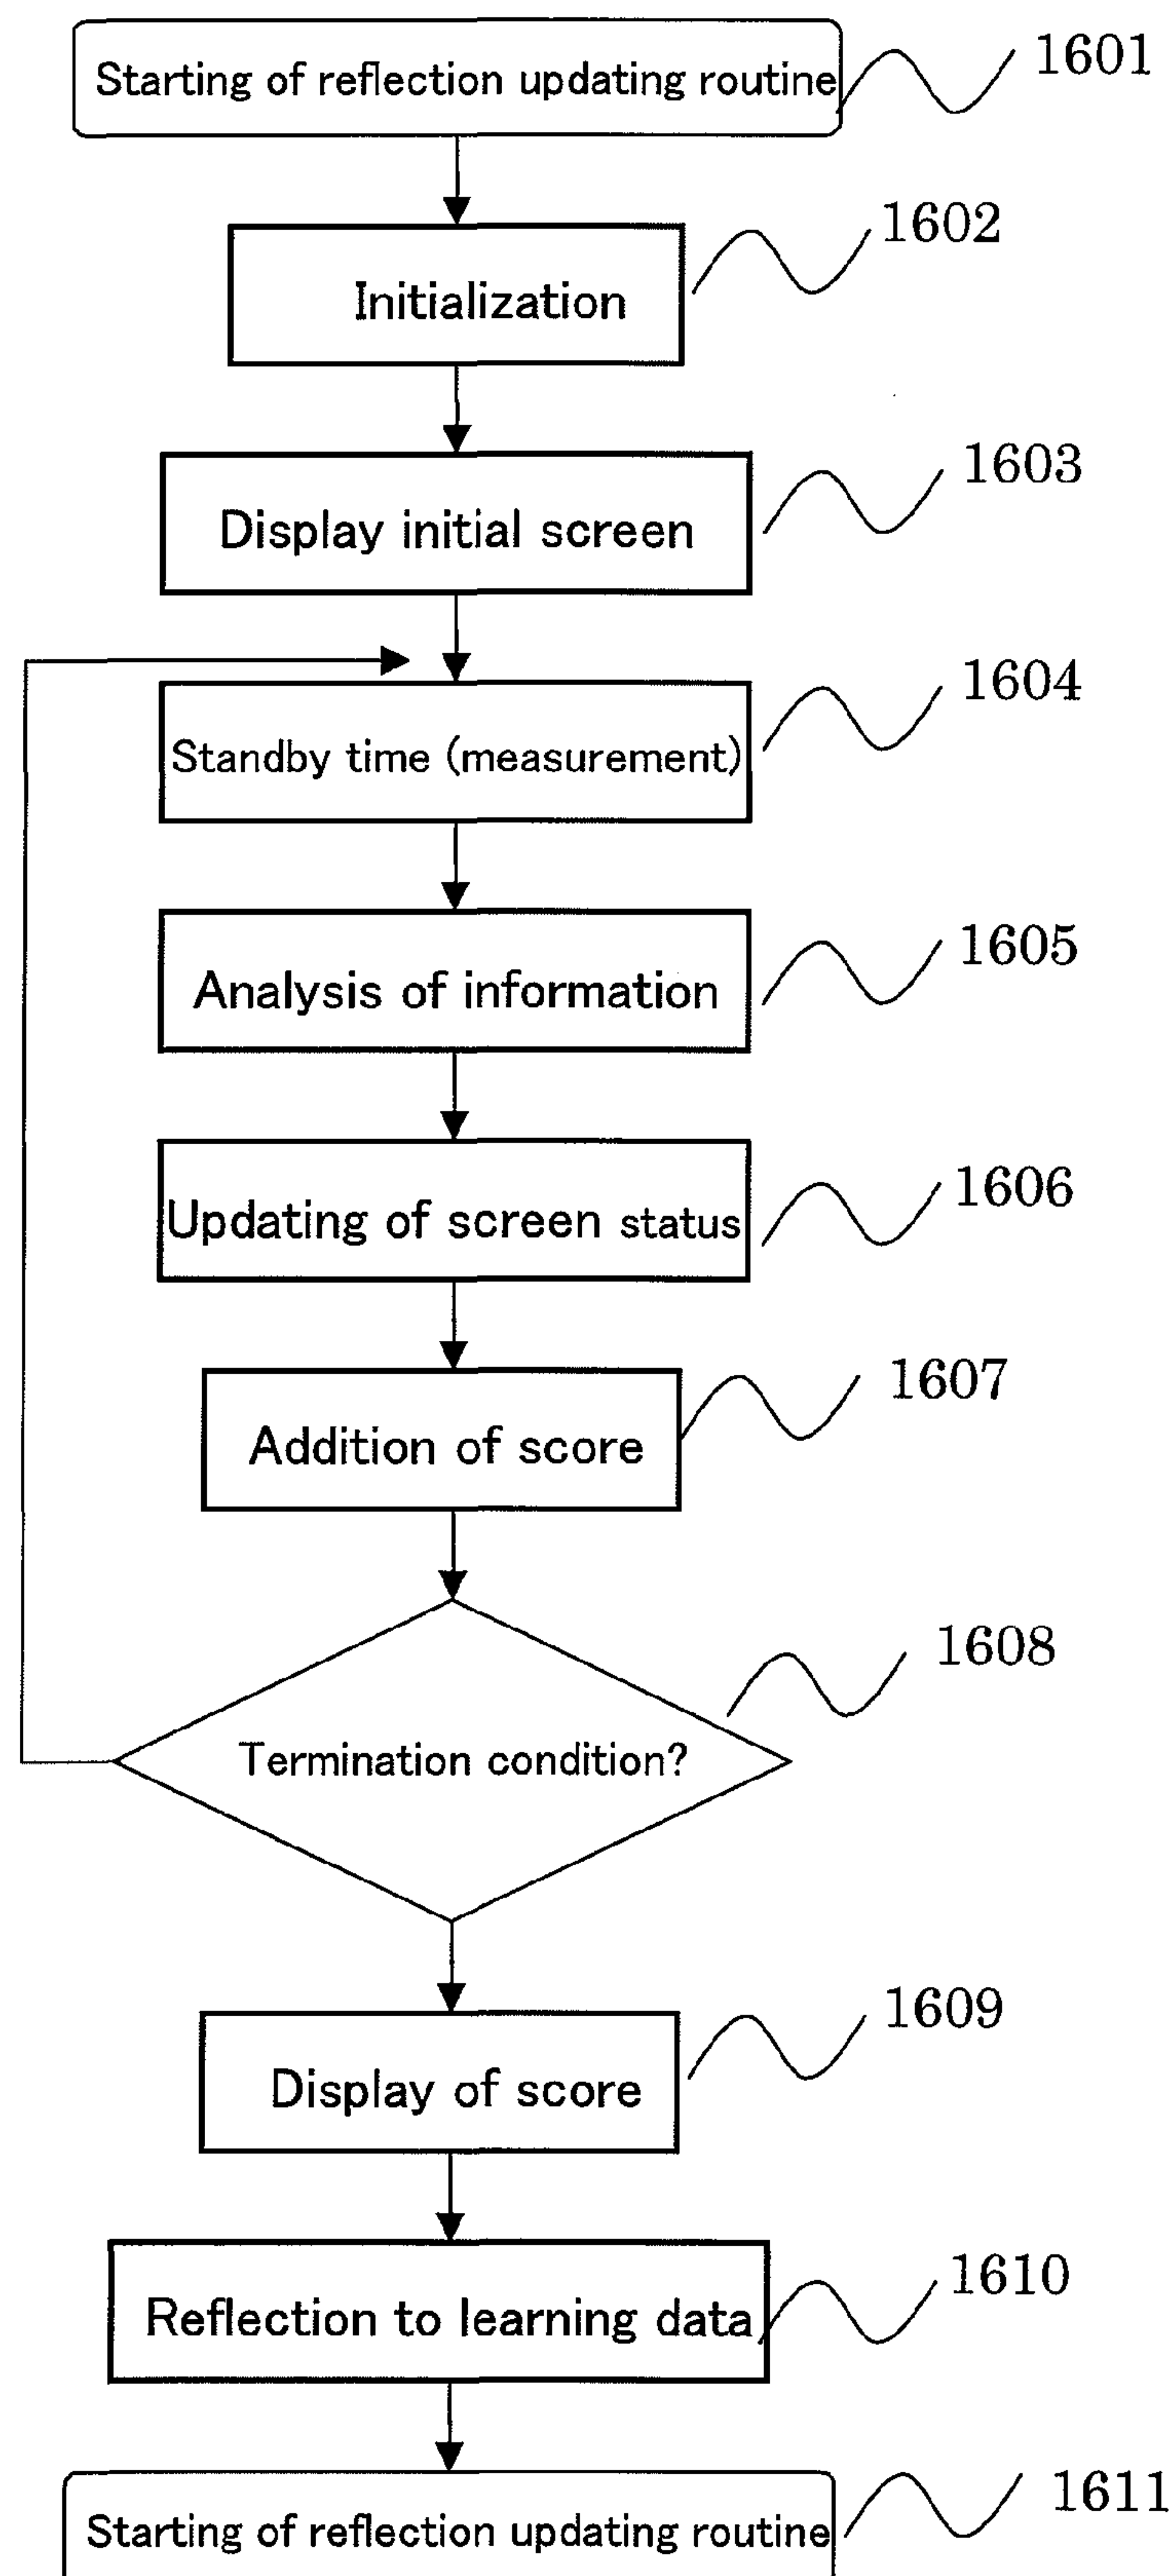 Starting of reflection updating routine
1601
Initialization
1602
Display initial screen
1603
Standby time (measurement)
1604
Analysis of information
1605
Updating of screen status
1606
Addition of score
1607
Termination condition?
1608
Display of score
1609
Reflection to learning data
1610
Starting of reflection updating routine
1611